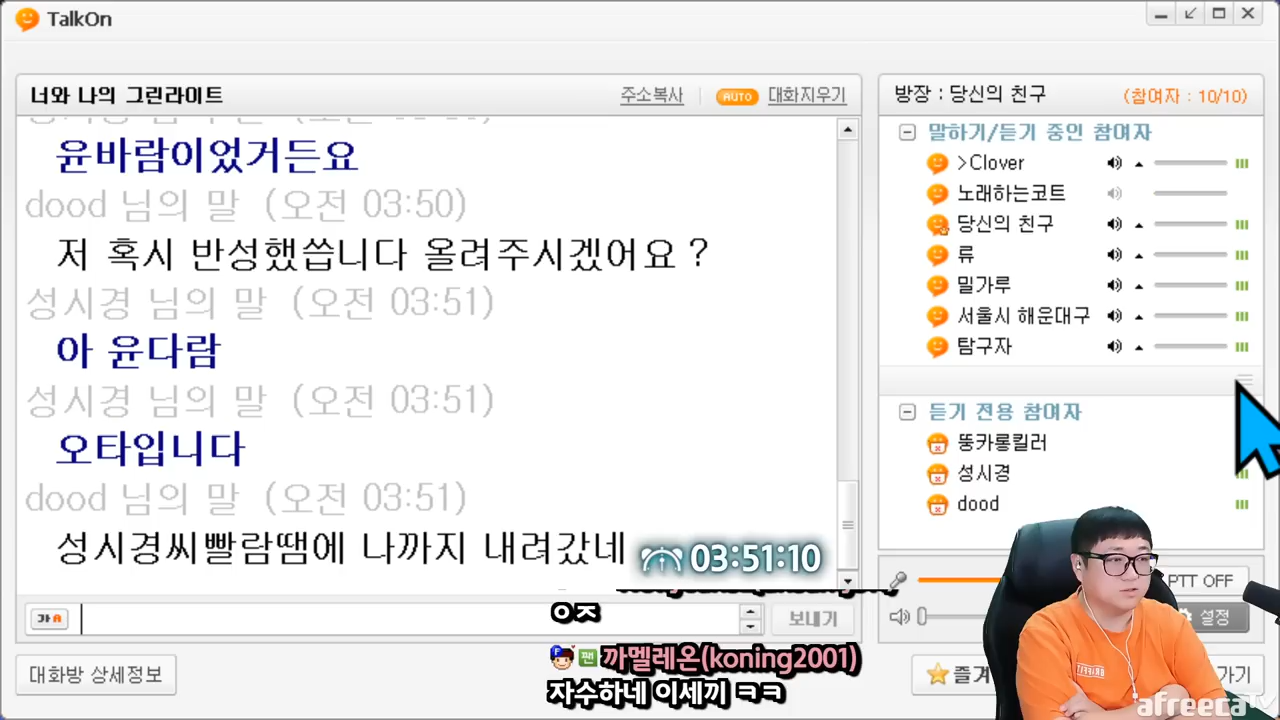 TalkOn
너와 나의 그린라이트
주소복사
AUTO
대화지우기
윤바람이었거든요
dood 님의 말 (오전 03:50)
저 혹시 반성했씁니다 올려주시겠어요 ?
성시경 님의 말 (오전 03:51)
아 윤다람
성시경 님의 말 (오전 03:51)
오타입니다
dood 님의 말 (오전 03:51)
성시경씨빨람땜에 나까지 내려갔네
03:51:10
가
보내기
대화방 상세정보
방장 : 당신의 친구
(참여자 : 10/10)
말하기/듣기 중인 참여자
>Clover
노래하는코트
당신의 친구
류
밀가루
서울시 해운대구
탐구자
듣기 전용 참여자
뚱카롱킬러
성시경
dood
PTT OFF
설정
즐겨
가기
ㅇㅈ
F 팬 까멜레온(koning2001)
자수하네 이세끼 ㅋㅋ
afreecaTV